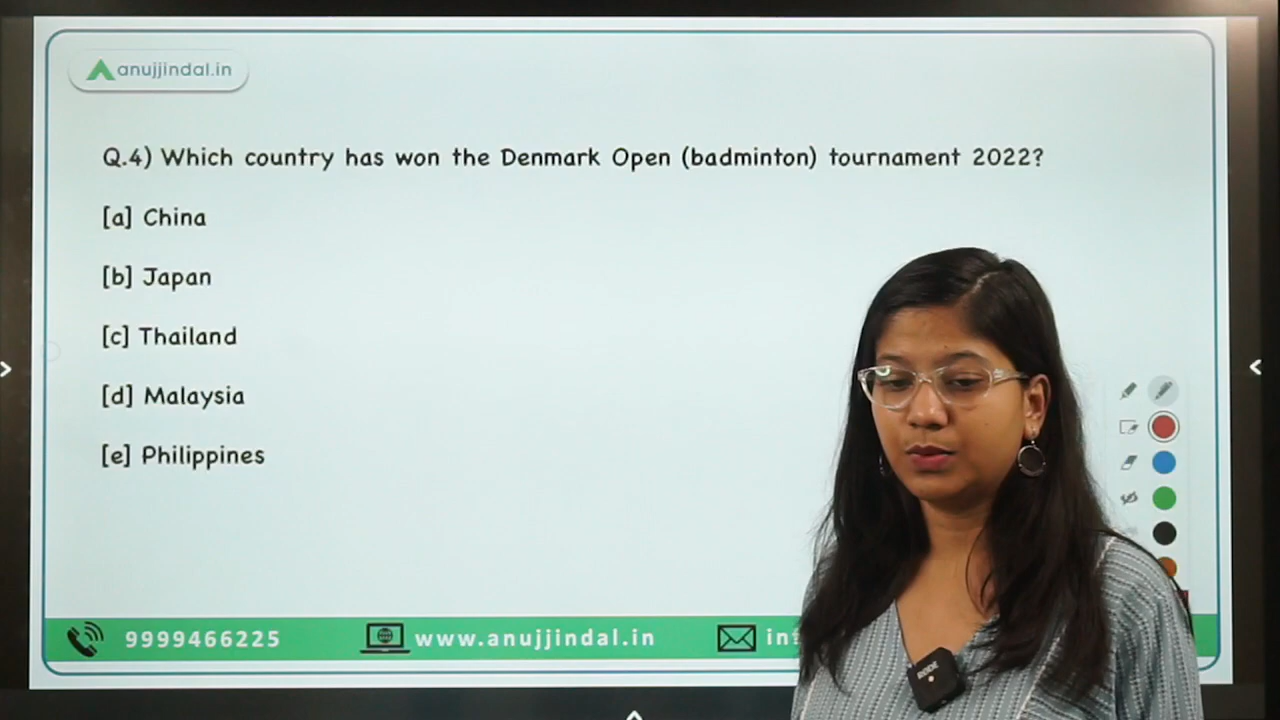 anujjindal.in
Q.4) Which country has won the Denmark Open (badminton) tournament 2022?
[a] China
[b] Japan
[c] Thailand
[d] Malaysia
[e] Philippines
9999466225 www.anujjindal.in